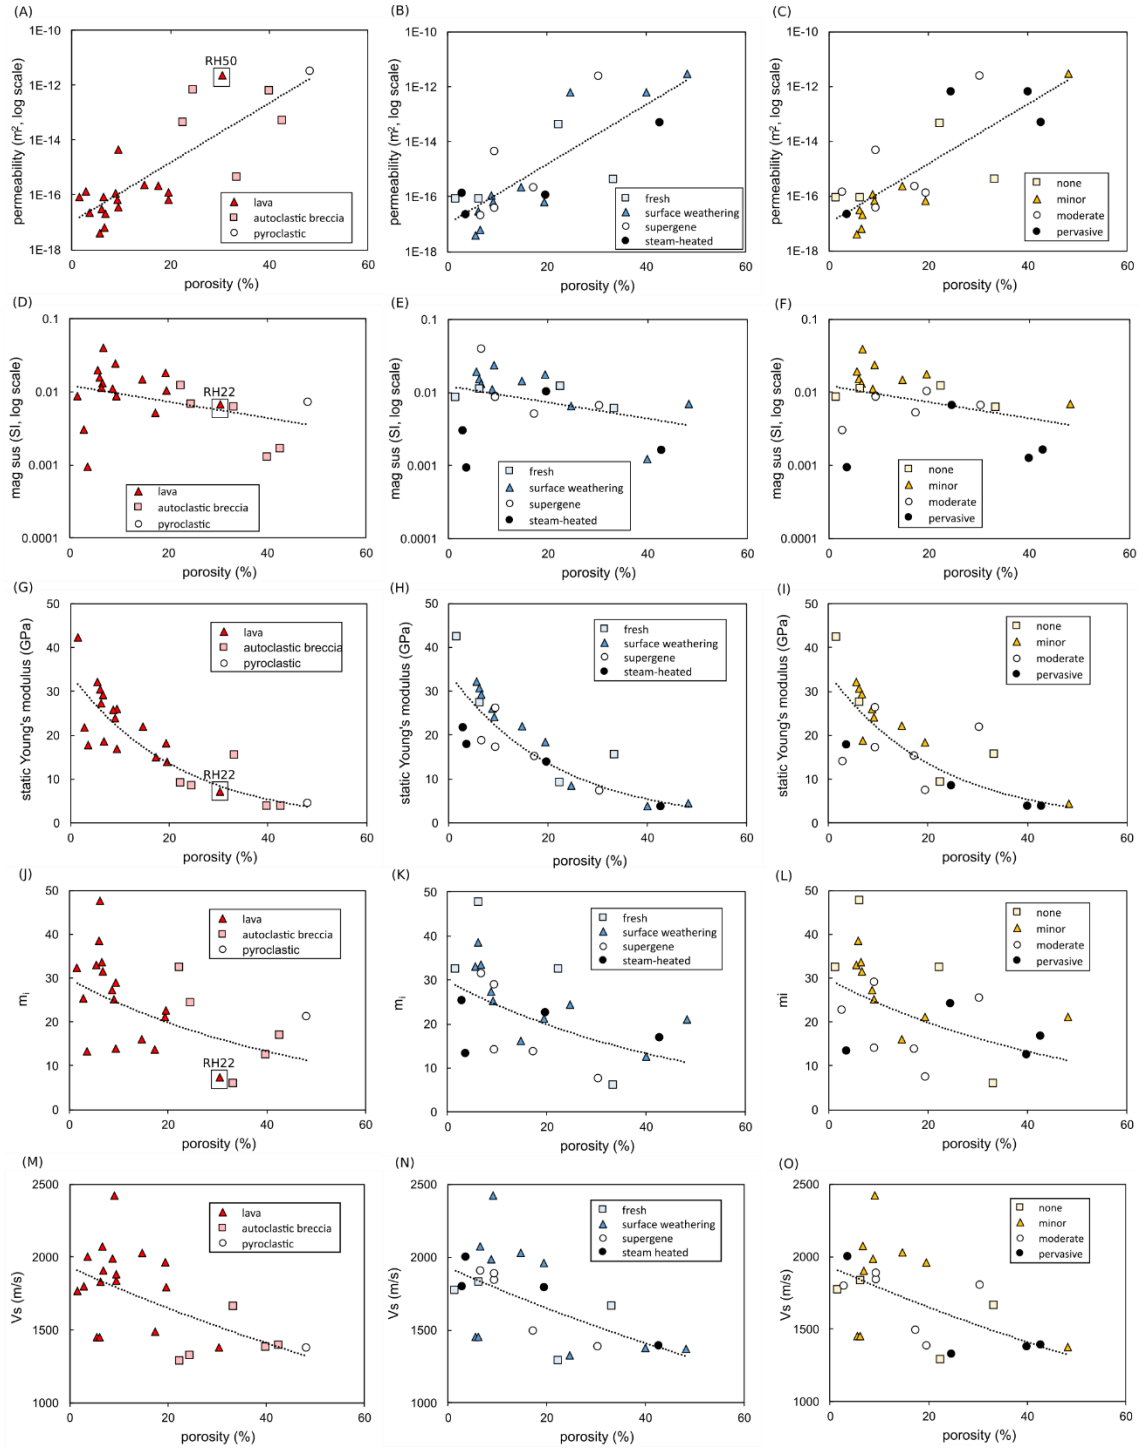 (A)
permeability (m², log scale)
1E-10
1E-12
1E-14
1E-16
1E-18
RH50
lava
autoclastic breccia
pyroclastic
0 20 40 60
porosity (%)
(B)
permeability (m², log scale)
1E-10
1E-12
1E-14
1E-16
1E-18
fresh
surface weathering
supergene
steam-heated
0 20 40 60
porosity (%)
(C)
permeability (m², log scale)
1E-10
1E-12
1E-14
1E-16
1E-18
none
minor
moderate
pervasive
0 20 40 60
porosity (%)
(D)
mag sus (SI, log scale)
0.1
0.01
0.001
0.0001
RH22
lava
autoclastic breccia
pyroclastic
0 20 40 60
porosity (%)
(E)
mag sus (SI, log scale)
0.1
0.01
0.001
0.0001
fresh
surface weathering
supergene
steam-heated
0 20 40 60
porosity (%)
(F)
mag sus (SI, log scale)
0.1
0.01
0.001
0.0001
none
minor
moderate
pervasive
0 20 40 60
porosity (%)
(G)
static Young's modulus (GPa)
50
40
30
20
10
0
RH22
lava
autoclastic breccia
pyroclastic
0 20 40 60
porosity (%)
(H)
static Young's modulus (GPa)
50
40
30
20
10
0
fresh
surface weathering
supergene
steam-heated
0 20 40 60
porosity (%)
(I)
static Young's modulus (GPa)
50
40
30
20
10
0
none
minor
moderate
pervasive
0 20 40 60
porosity (%)
(J)
mᵢ
50
40
30
20
10
0
RH22
lava
autoclastic breccia
pyroclastic
0 20 40 60
porosity (%)
(K)
mᵢ
50
40
30
20
10
0
fresh
surface weathering
supergene
steam-heated
0 20 40 60
porosity (%)
(L)
mi
50
40
30
20
10
0
none
minor
moderate
pervasive
0 20 40 60
porosity (%)
(M)
Vs (m/s)
2500
2000
1500
1000
lava
autoclastic breccia
pyroclastic
0 20 40 60
porosity (%)
(N)
Vs (m/s)
2500
2000
1500
1000
fresh
surface weathering
supergene
steam heated
0 20 40 60
porosity (%)
(O)
Vs (m/s)
2500
2000
1500
1000
none
minor
moderate
pervasive
0 20 40 60
porosity (%)